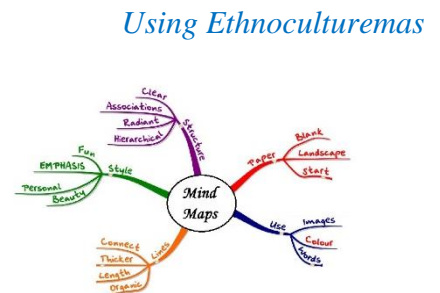 Using Ethnoculturemas
Clear
Associations
Radiant
Hierarchical
Structure
Fun
EMPHASIS
Personal
Beauty
Style
Mind
Maps
Paper
Blank
Landscape
Start
Use
Images
Colour
Words
Connect
Thicker
Length
Organic
Lines